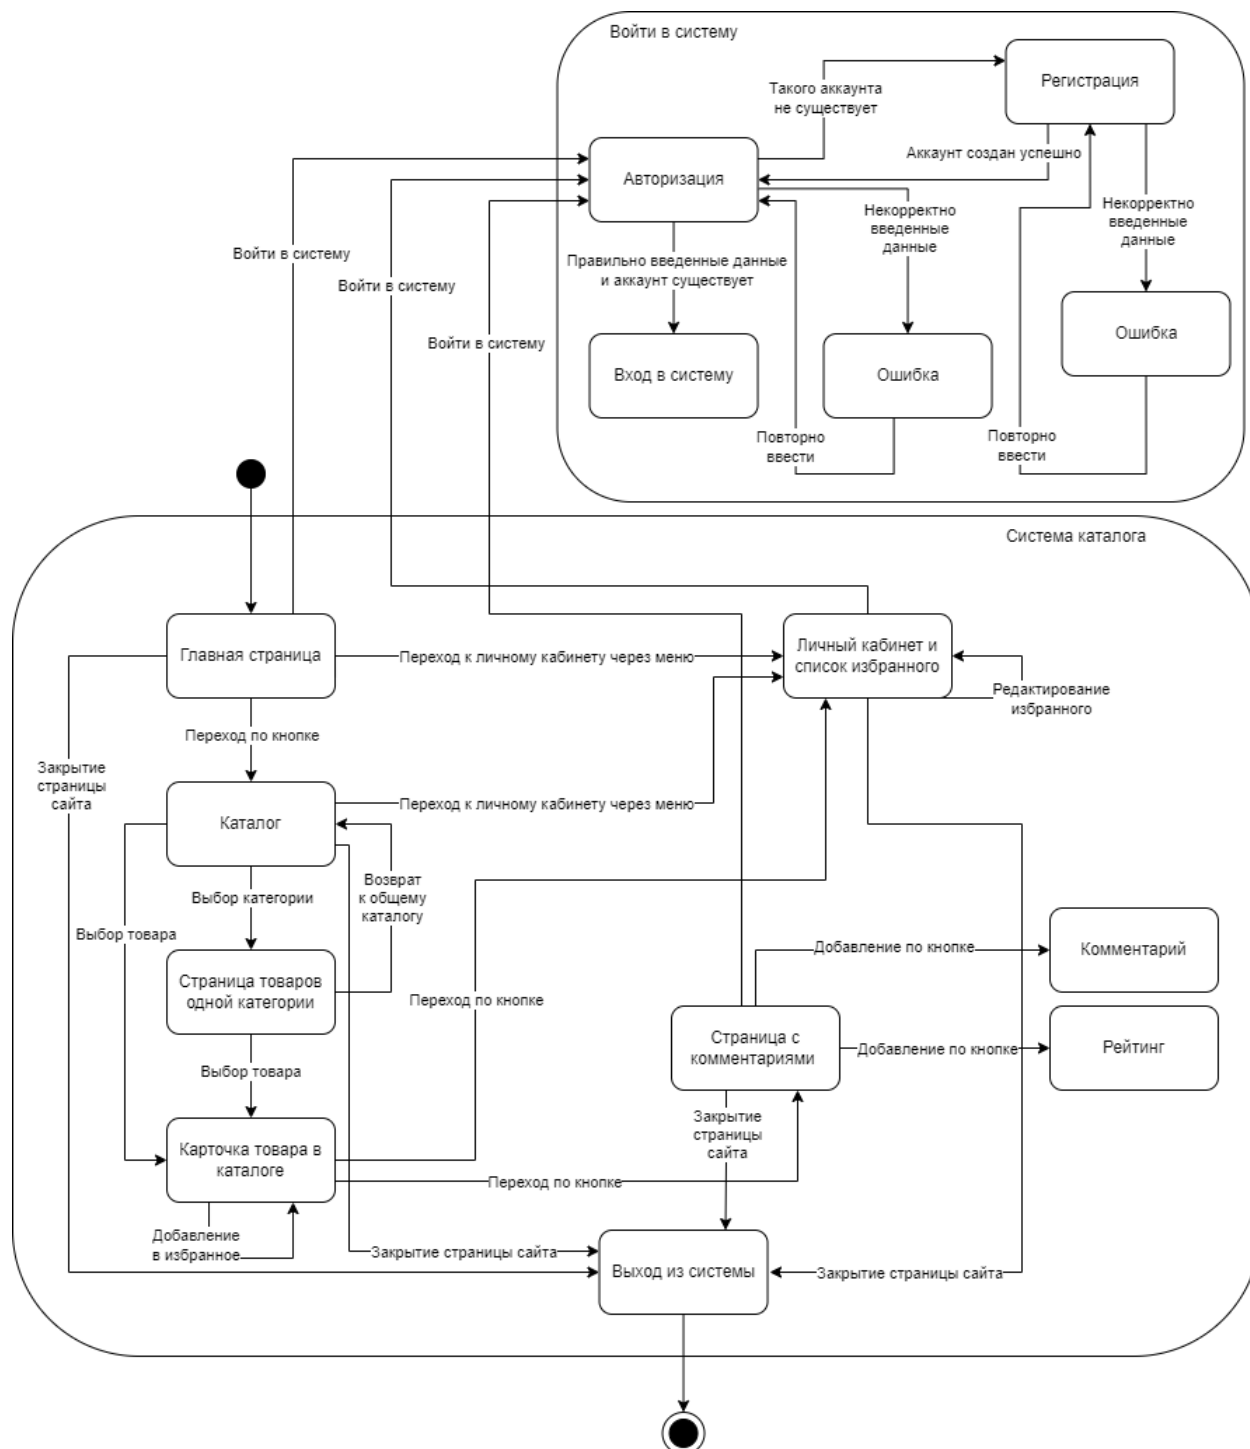 Войти в систему
Регистрация
Такого аккаунта
не существует
Аккаунт создан успешно
Авторизация
Некорректно
введенные
данные
Некорректно
введенные
данные
Войти в систему
Правильно введенные данные
и аккаунт существует
Войти в систему
Войти в систему
Ошибка
Вход в систему
Ошибка
Повторно
ввести
Повторно
ввести
Система каталога
Главная страница
Переход к личному кабинету через меню
Личный кабинет и
список избранного
Редактирование
избранного
Переход по кнопке
Закрытие
страницы
сайта
Каталог
Переход к личному кабинету через меню
Возврат
к общему
каталогу
Выбор категории
Выбор товара
Добавление по кнопке
Комментарий
Страница товаров
одной категории
Переход по кнопке
Страница с
комментариями
Добавление по кнопке
Рейтинг
Выбор товара
Закрытие
страницы
сайта
Карточка товара в
каталоге
Переход по кнопке
Добавление
в избранное
Закрытие страницы сайта
Выход из системы
Закрытие страницы сайта